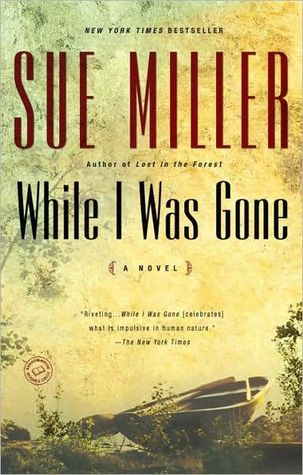 NEW YORK TIMES BESTSELLER
SUE MILLER
Author of Lost in the Forest
While I Was Gone
{ A NOVEL }
"Riveting...While I Was Gone [celebrates]
what is impulsive in human nature."
—The New York Times